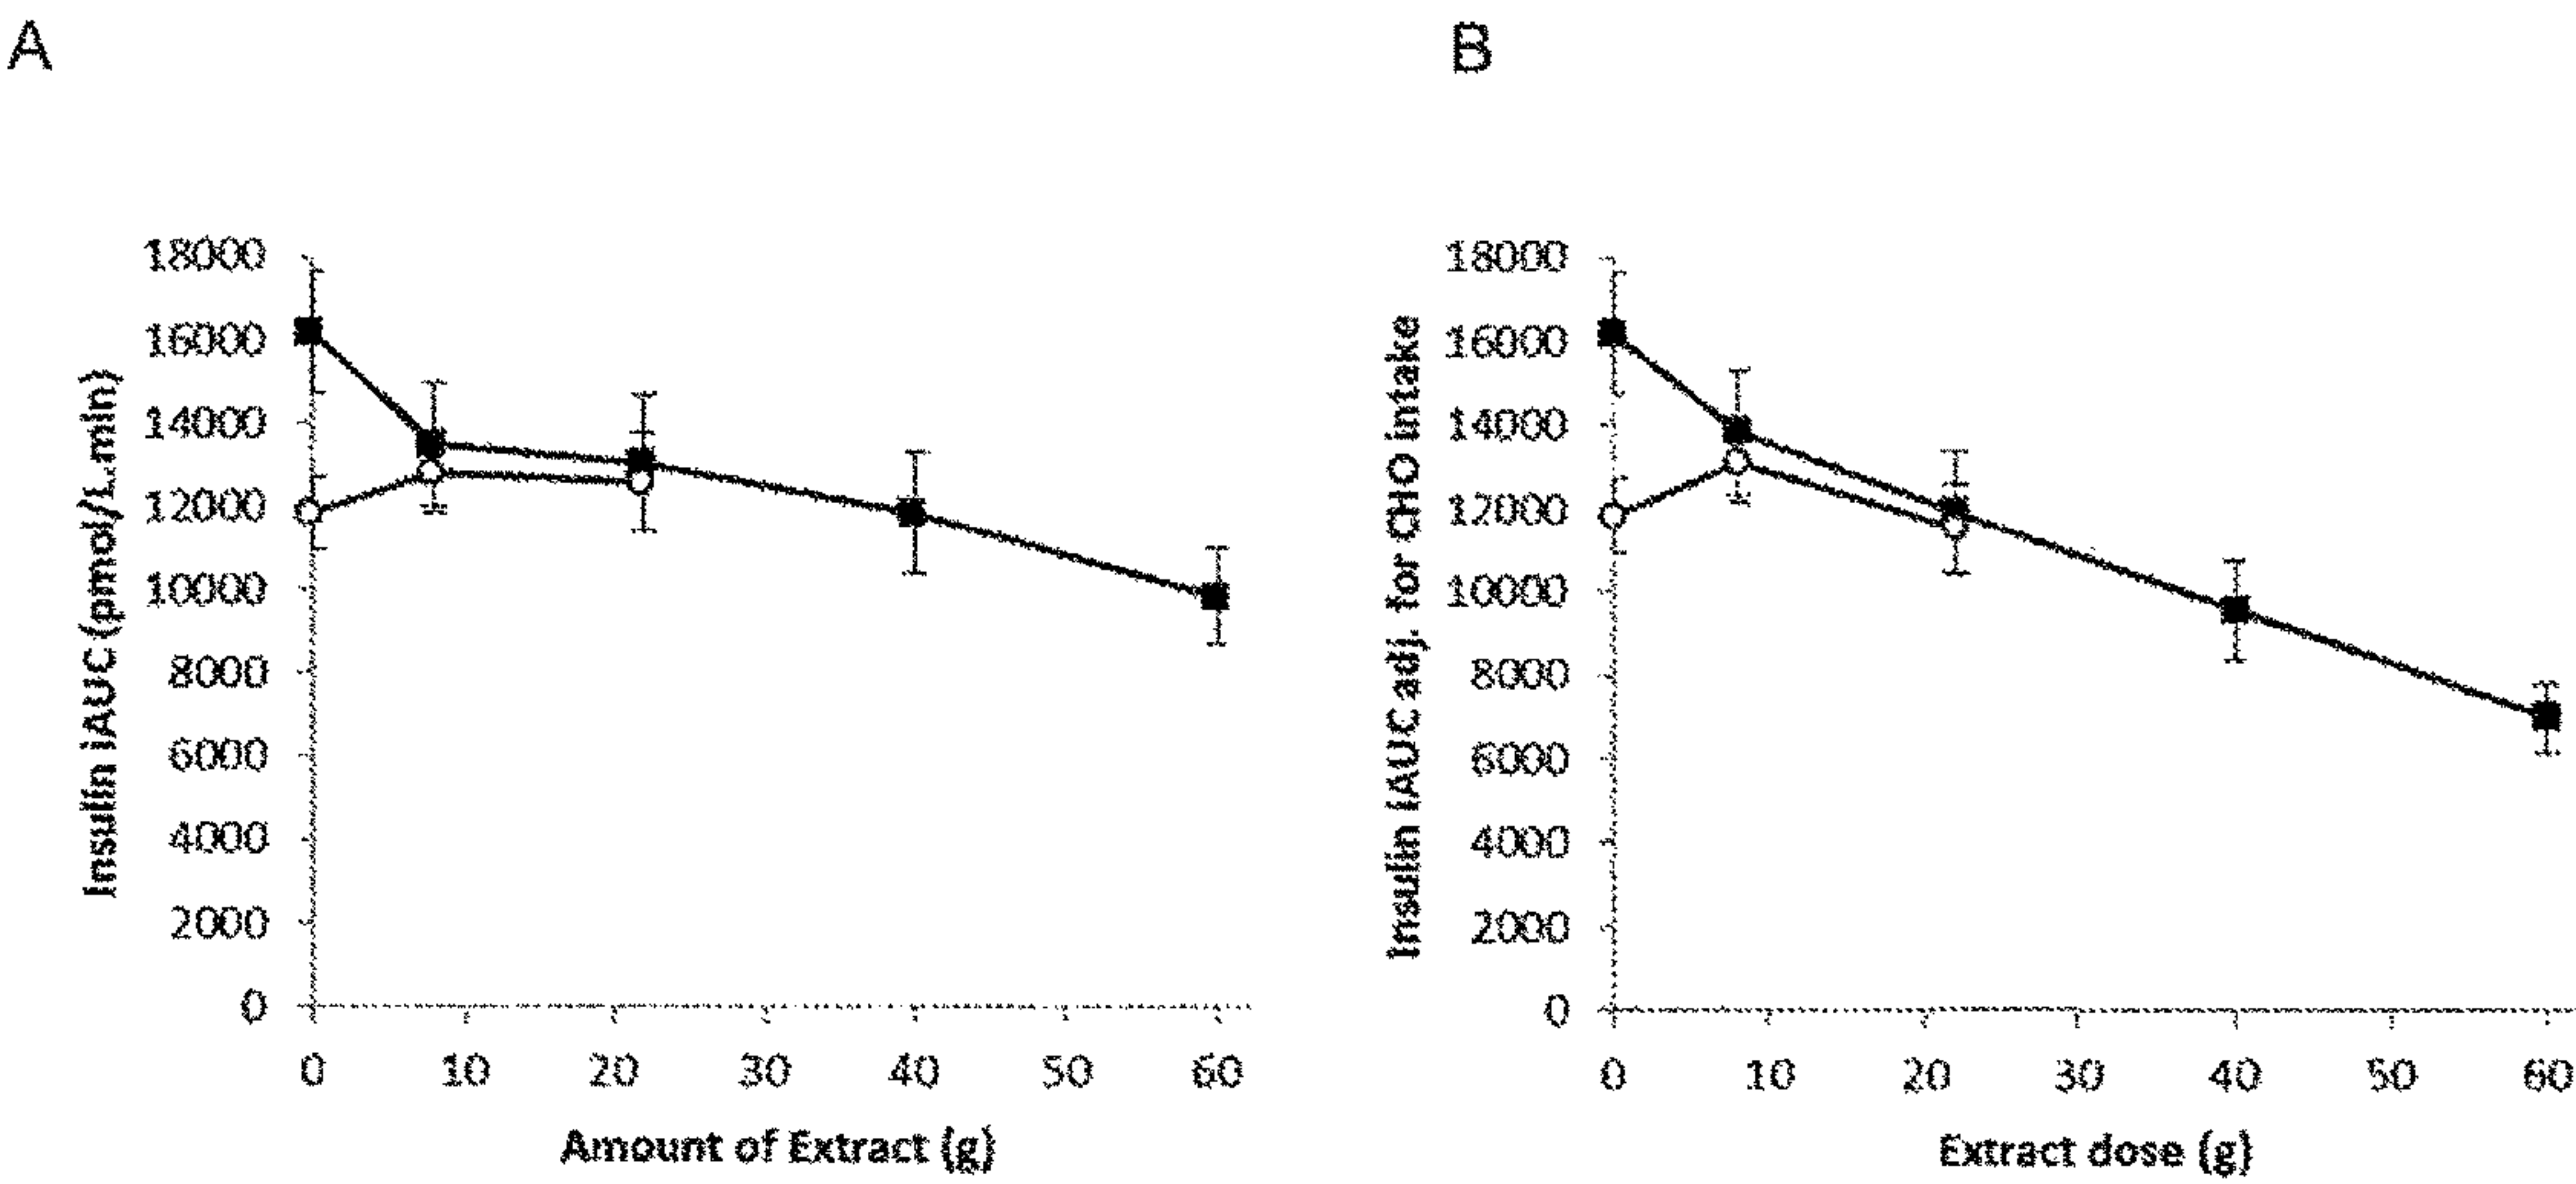 A
B
18000
16000
14000
12000
10000
8000
6000
4000
2000
0
Insulin iAUC (pmol/L.min)
0 10 20 30 40 50 60
Amount of Extract (g)
18000
16000
14000
12000
10000
8000
6000
4000
2000
0
Insulin iAUC adj. for CHO intake
0 10 20 30 40 50 60
Extract dose (g)